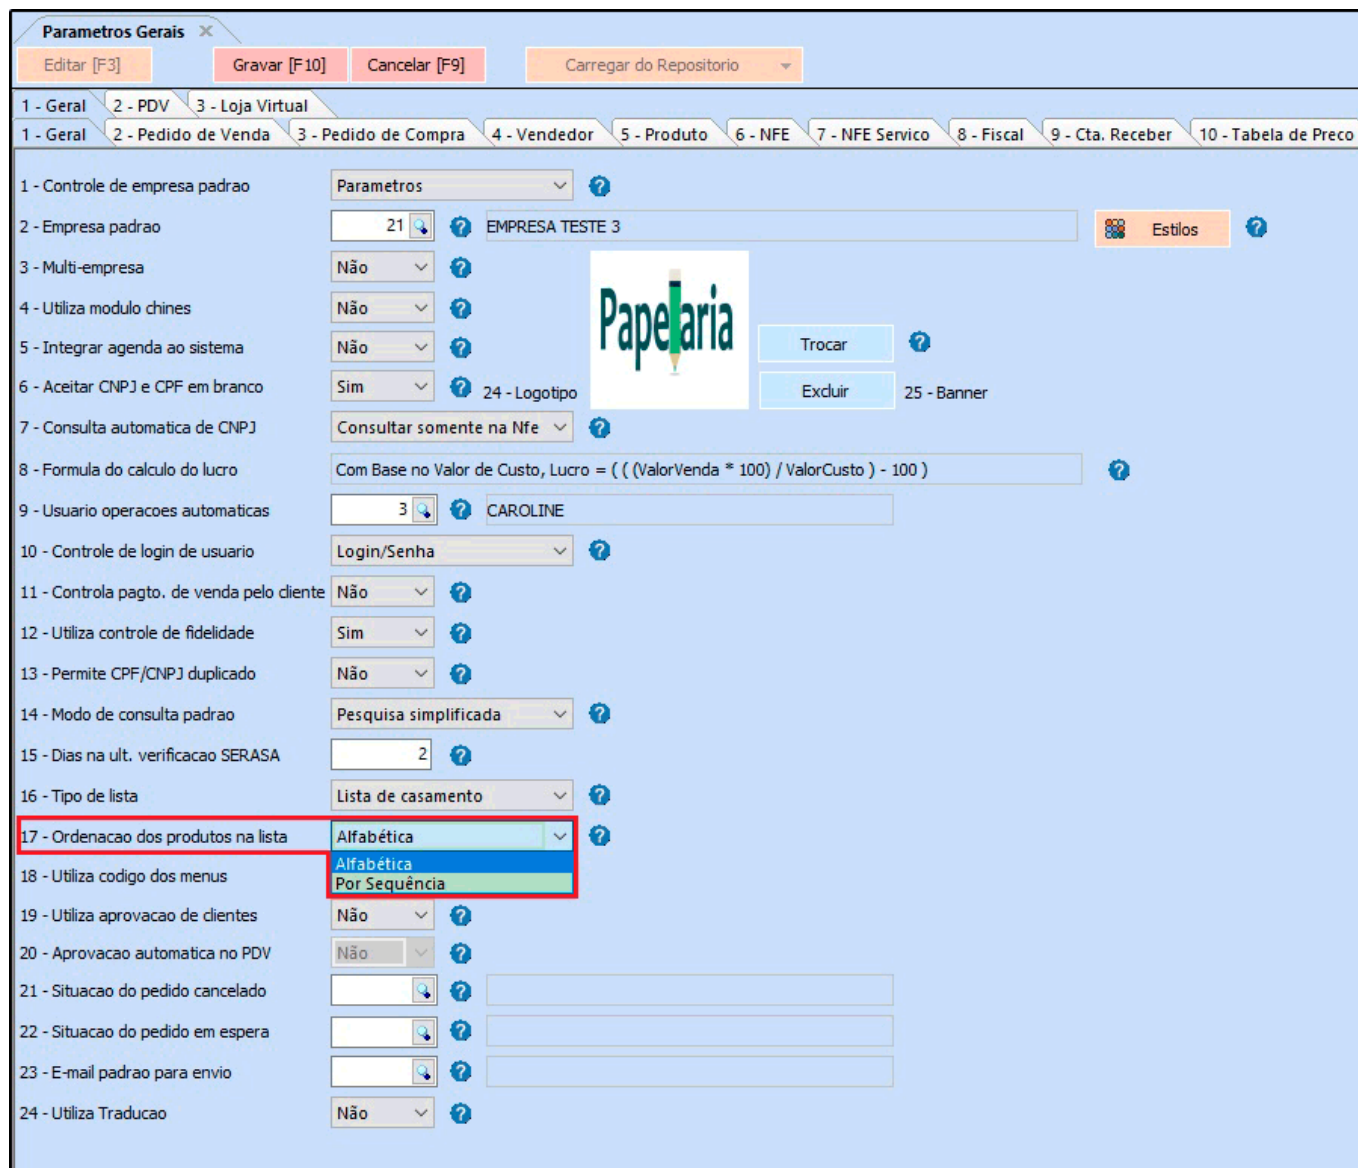 Parametros Gerais
Editar [F3] Gravar [F10] Cancelar [F9] Carregar do Repositorio
1 - Geral 2 - PDV 3 - Loja Virtual
1 - Geral 2 - Pedido de Venda 3 - Pedido de Compra 4 - Vendedor 5 - Produto 6 - NFE 7 - NFE Servico 8 - Fiscal 9 - Cta. Receber 10 - Tabela de Preco
1 - Controle de empresa padrao Parametros
2 - Empresa padrao 21 EMPRESA TESTE 3 Estilos
3 - Multi-empresa Não
4 - Utiliza modulo chines Não
Papelaria
5 - Integrar agenda ao sistema Não Trocar
6 - Aceitar CNPJ e CPF em branco Sim 24 - Logotipo Excluir 25 - Banner
7 - Consulta automatica de CNPJ Consultar somente na Nfe
8 - Formula do calculo do lucro Com Base no Valor de Custo, Lucro = ( ( (ValorVenda * 100) / ValorCusto ) - 100 )
9 - Usuario operacoes automaticas 3 CAROLINE
10 - Controle de login de usuario Login/Senha
11 - Controla pagto. de venda pelo cliente Não
12 - Utiliza controle de fidelidade Sim
13 - Permite CPF/CNPJ duplicado Não
14 - Modo de consulta padrao Pesquisa simplificada
15 - Dias na ult. verificacao SERASA 2
16 - Tipo de lista Lista de casamento
17 - Ordenacao dos produtos na lista Alfabética
Alfabética
18 - Utiliza codigo dos menus Por Sequência
19 - Utiliza aprovacao de clientes Não
20 - Aprovacao automatica no PDV Não
21 - Situacao do pedido cancelado
22 - Situacao do pedido em espera
23 - E-mail padrao para envio
24 - Utiliza Traducao Não